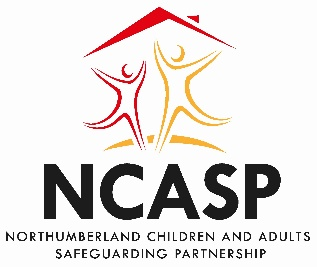 NCASP
NORTHUMBERLAND CHILDREN AND ADULTS
SAFEGUARDING PARTNERSHIP